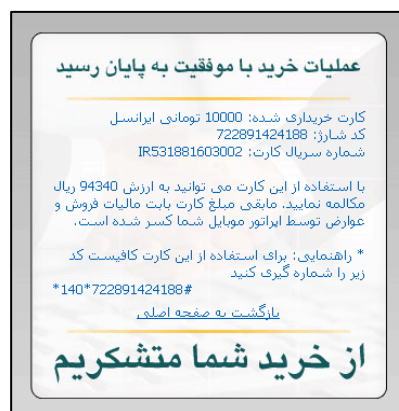 عملیات خرید با موفقیت به پایان رسید
کارت خریداری شده: 10000 تومانی ایرانسل
کد شارژ: 722891424188
شماره سریال کارت: IR531881603002
با استفاده از این کارت می توانید به ارزش 94340 ریال
مکالمه نمایید. مابقی مبلغ کارت بابت مالیات فروش و
عوارض توسط اپراتور موبایل شما کسر شده است.
* راهنمایی: برای استفاده از این کارت کافیست کد
زیر را شماره گیری کنید
*140*722891424188#
بازگشت به صفحه اصلی
از خرید شما متشکریم